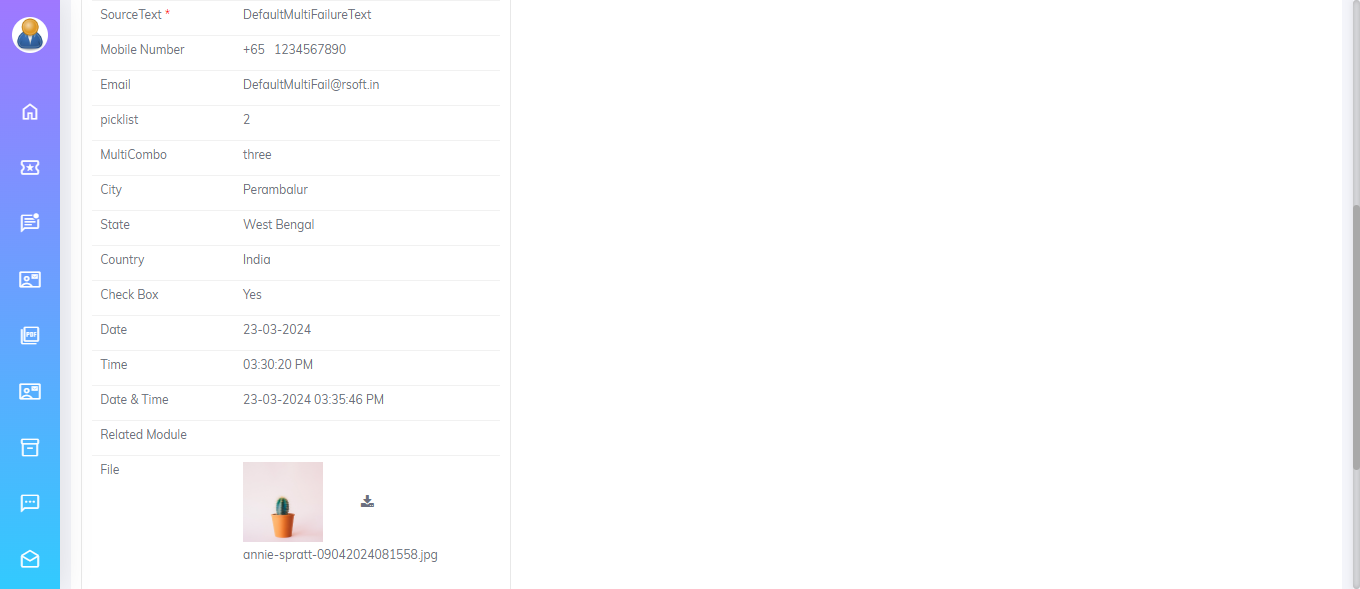 SourceText * DefaultMultiFailureText
Mobile Number +65 1234567890
Email DefaultMultiFail@rsoft.in
picklist 2
MultiCombo three
City Perambalur
State West Bengal
Country India
Check Box Yes
Date 23-03-2024
Time 03:30:20 PM
Date & Time 23-03-2024 03:35:46 PM
Related Module
File
annie-spratt-09042024081558.jpg
PDF